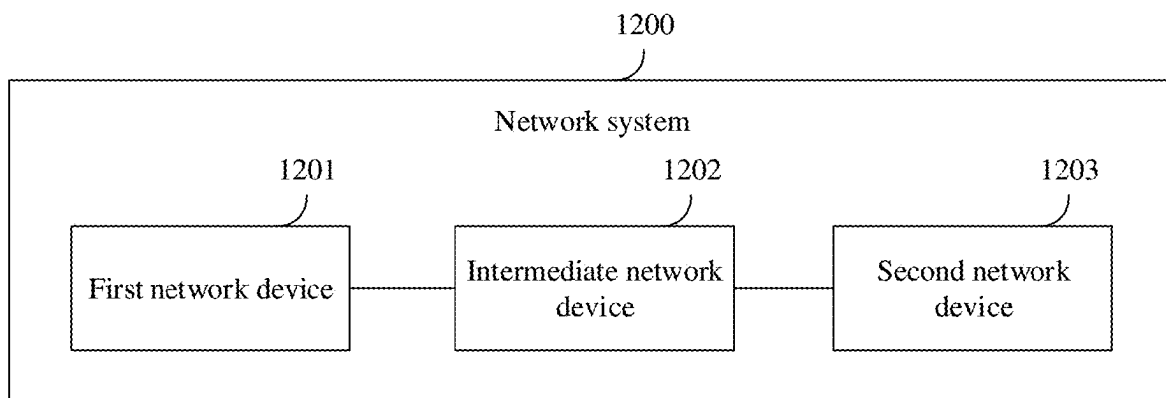 1200
Network system
1201
1202
1203
First network device
Intermediate network
device
Second network
device